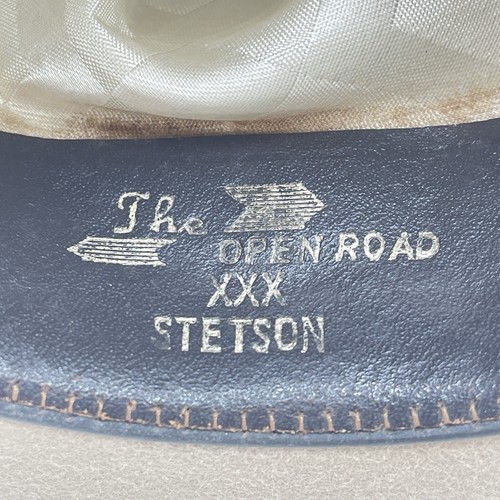 The
OPEN ROAD
XXX
STETSON